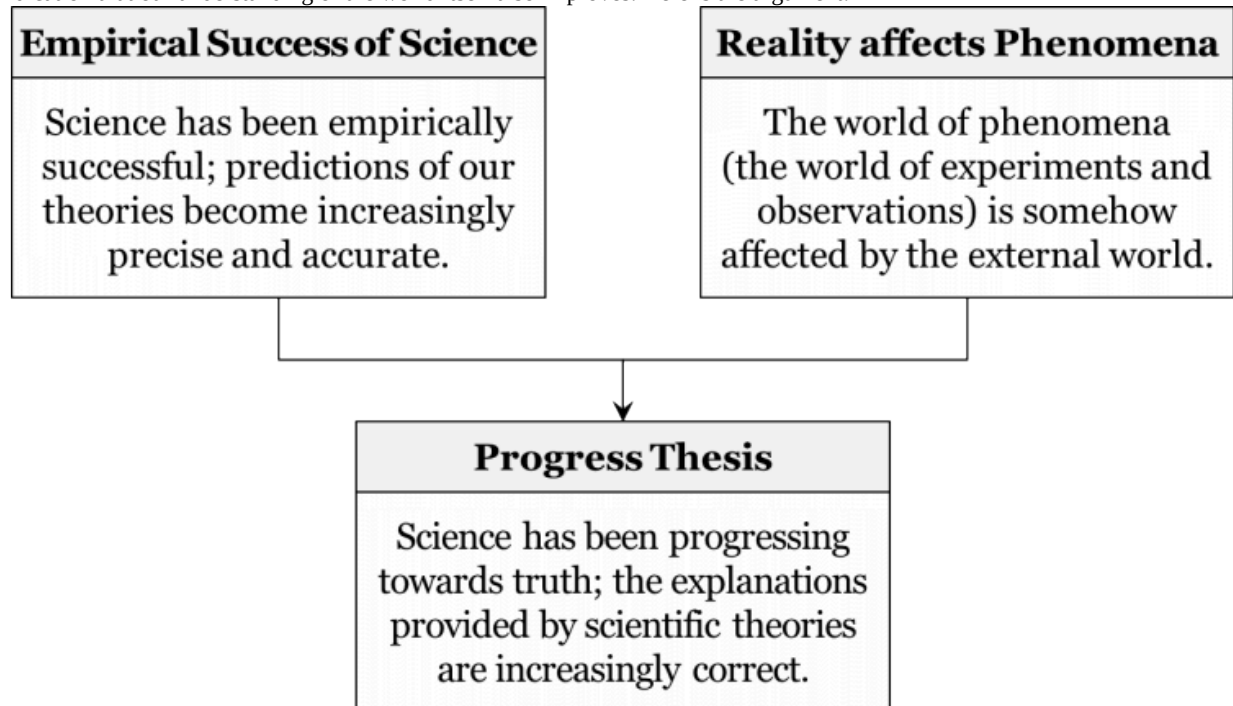 Empirical Success of Science
Science has been empirically
successful; predictions of our
theories become increasingly
precise and accurate.
Reality affects Phenomena
The world of phenomena
(the world of experiments and
observations) is somehow
affected by the external world.
Progress Thesis
Science has been progressing
towards truth; the explanations
provided by scientific theories
are increasingly correct.